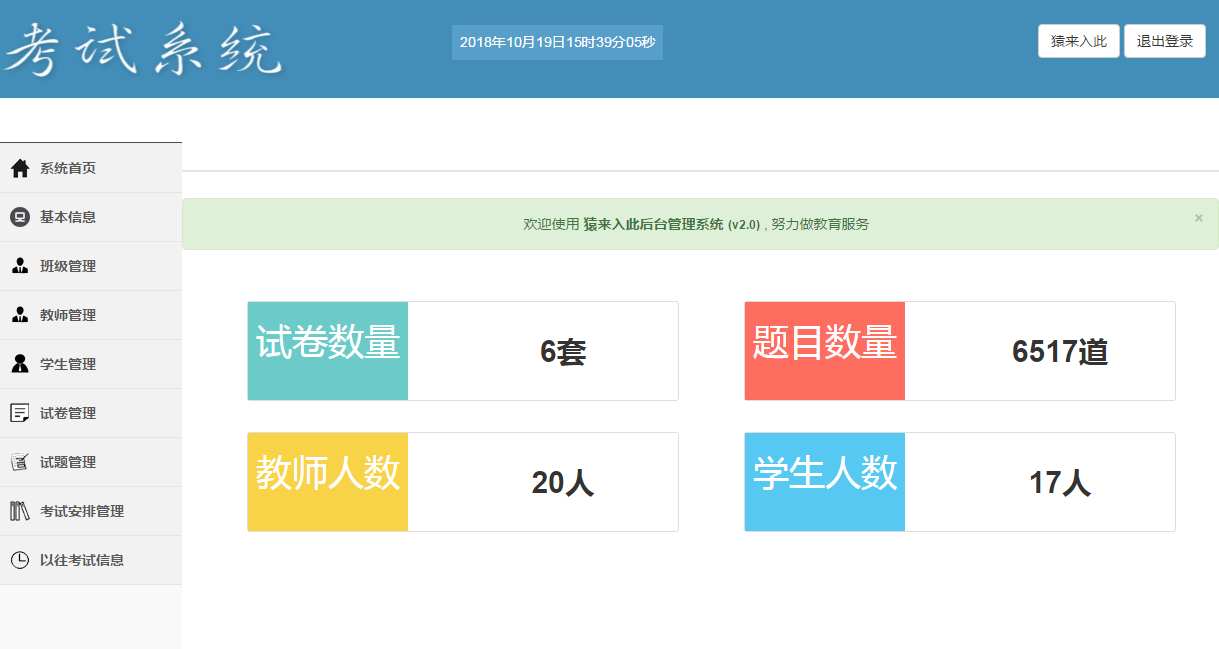 考试系统
2018年10月19日15时39分05秒
猿来入此
退出登录
系统首页
基本信息
班级管理
教师管理
学生管理
试卷管理
试题管理
考试安排管理
以往考试信息
欢迎使用 猿来入此后台管理系统 (v2.0) , 努力做教育服务
×
试卷数量
6套
题目数量
6517道
教师人数
20人
学生人数
17人